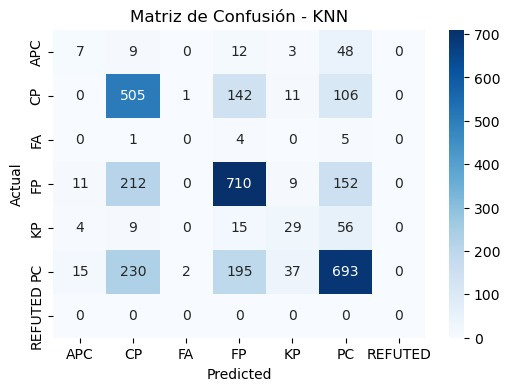 Matriz de Confusión - KNN
APC 7 9 0 12 3 48 0
CP 0 505 1 142 11 106 0
FA 0 1 0 4 0 5 0
FP 11 212 0 710 9 152 0
KP 4 9 0 15 29 56 0
PC 15 230 2 195 37 693 0
REFUTED 0 0 0 0 0 0 0
APC CP FA FP KP PC REFUTED
Actual
Predicted
700
600
500
400
300
200
100
0